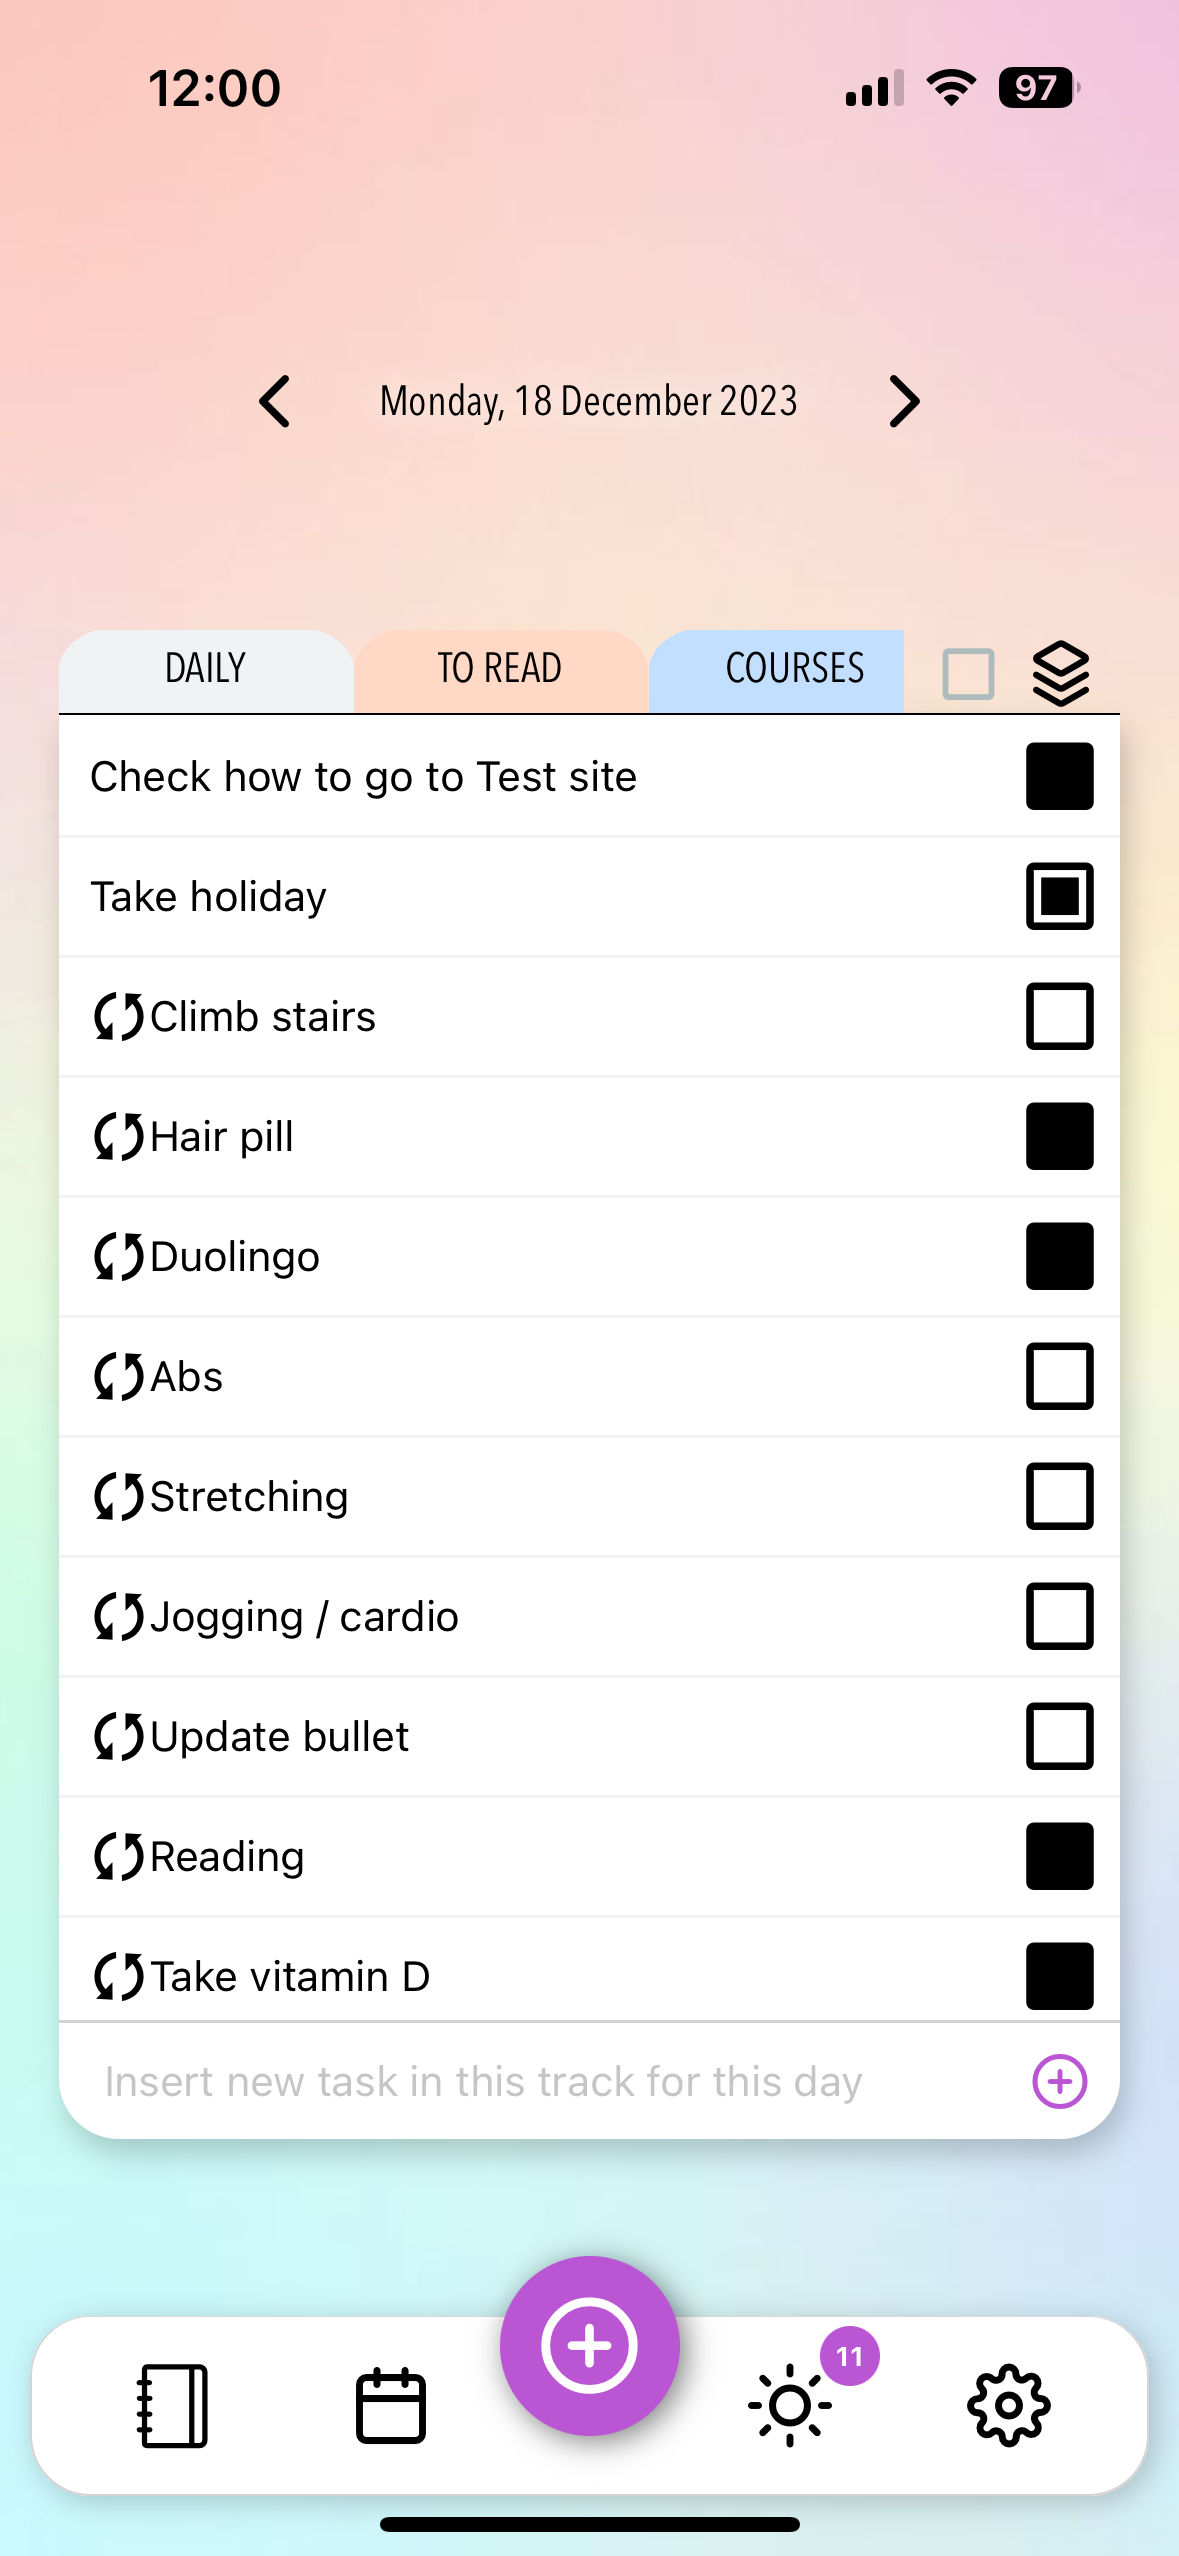 12:00
97
Monday, 18 December 2023
DAILY
TO READ
COURSES
Check how to go to Test site
Take holiday
Climb stairs
Hair pill
Duolingo
Abs
Stretching
Jogging / cardio
Update bullet
Reading
Take vitamin D
Insert new task in this track for this day
11